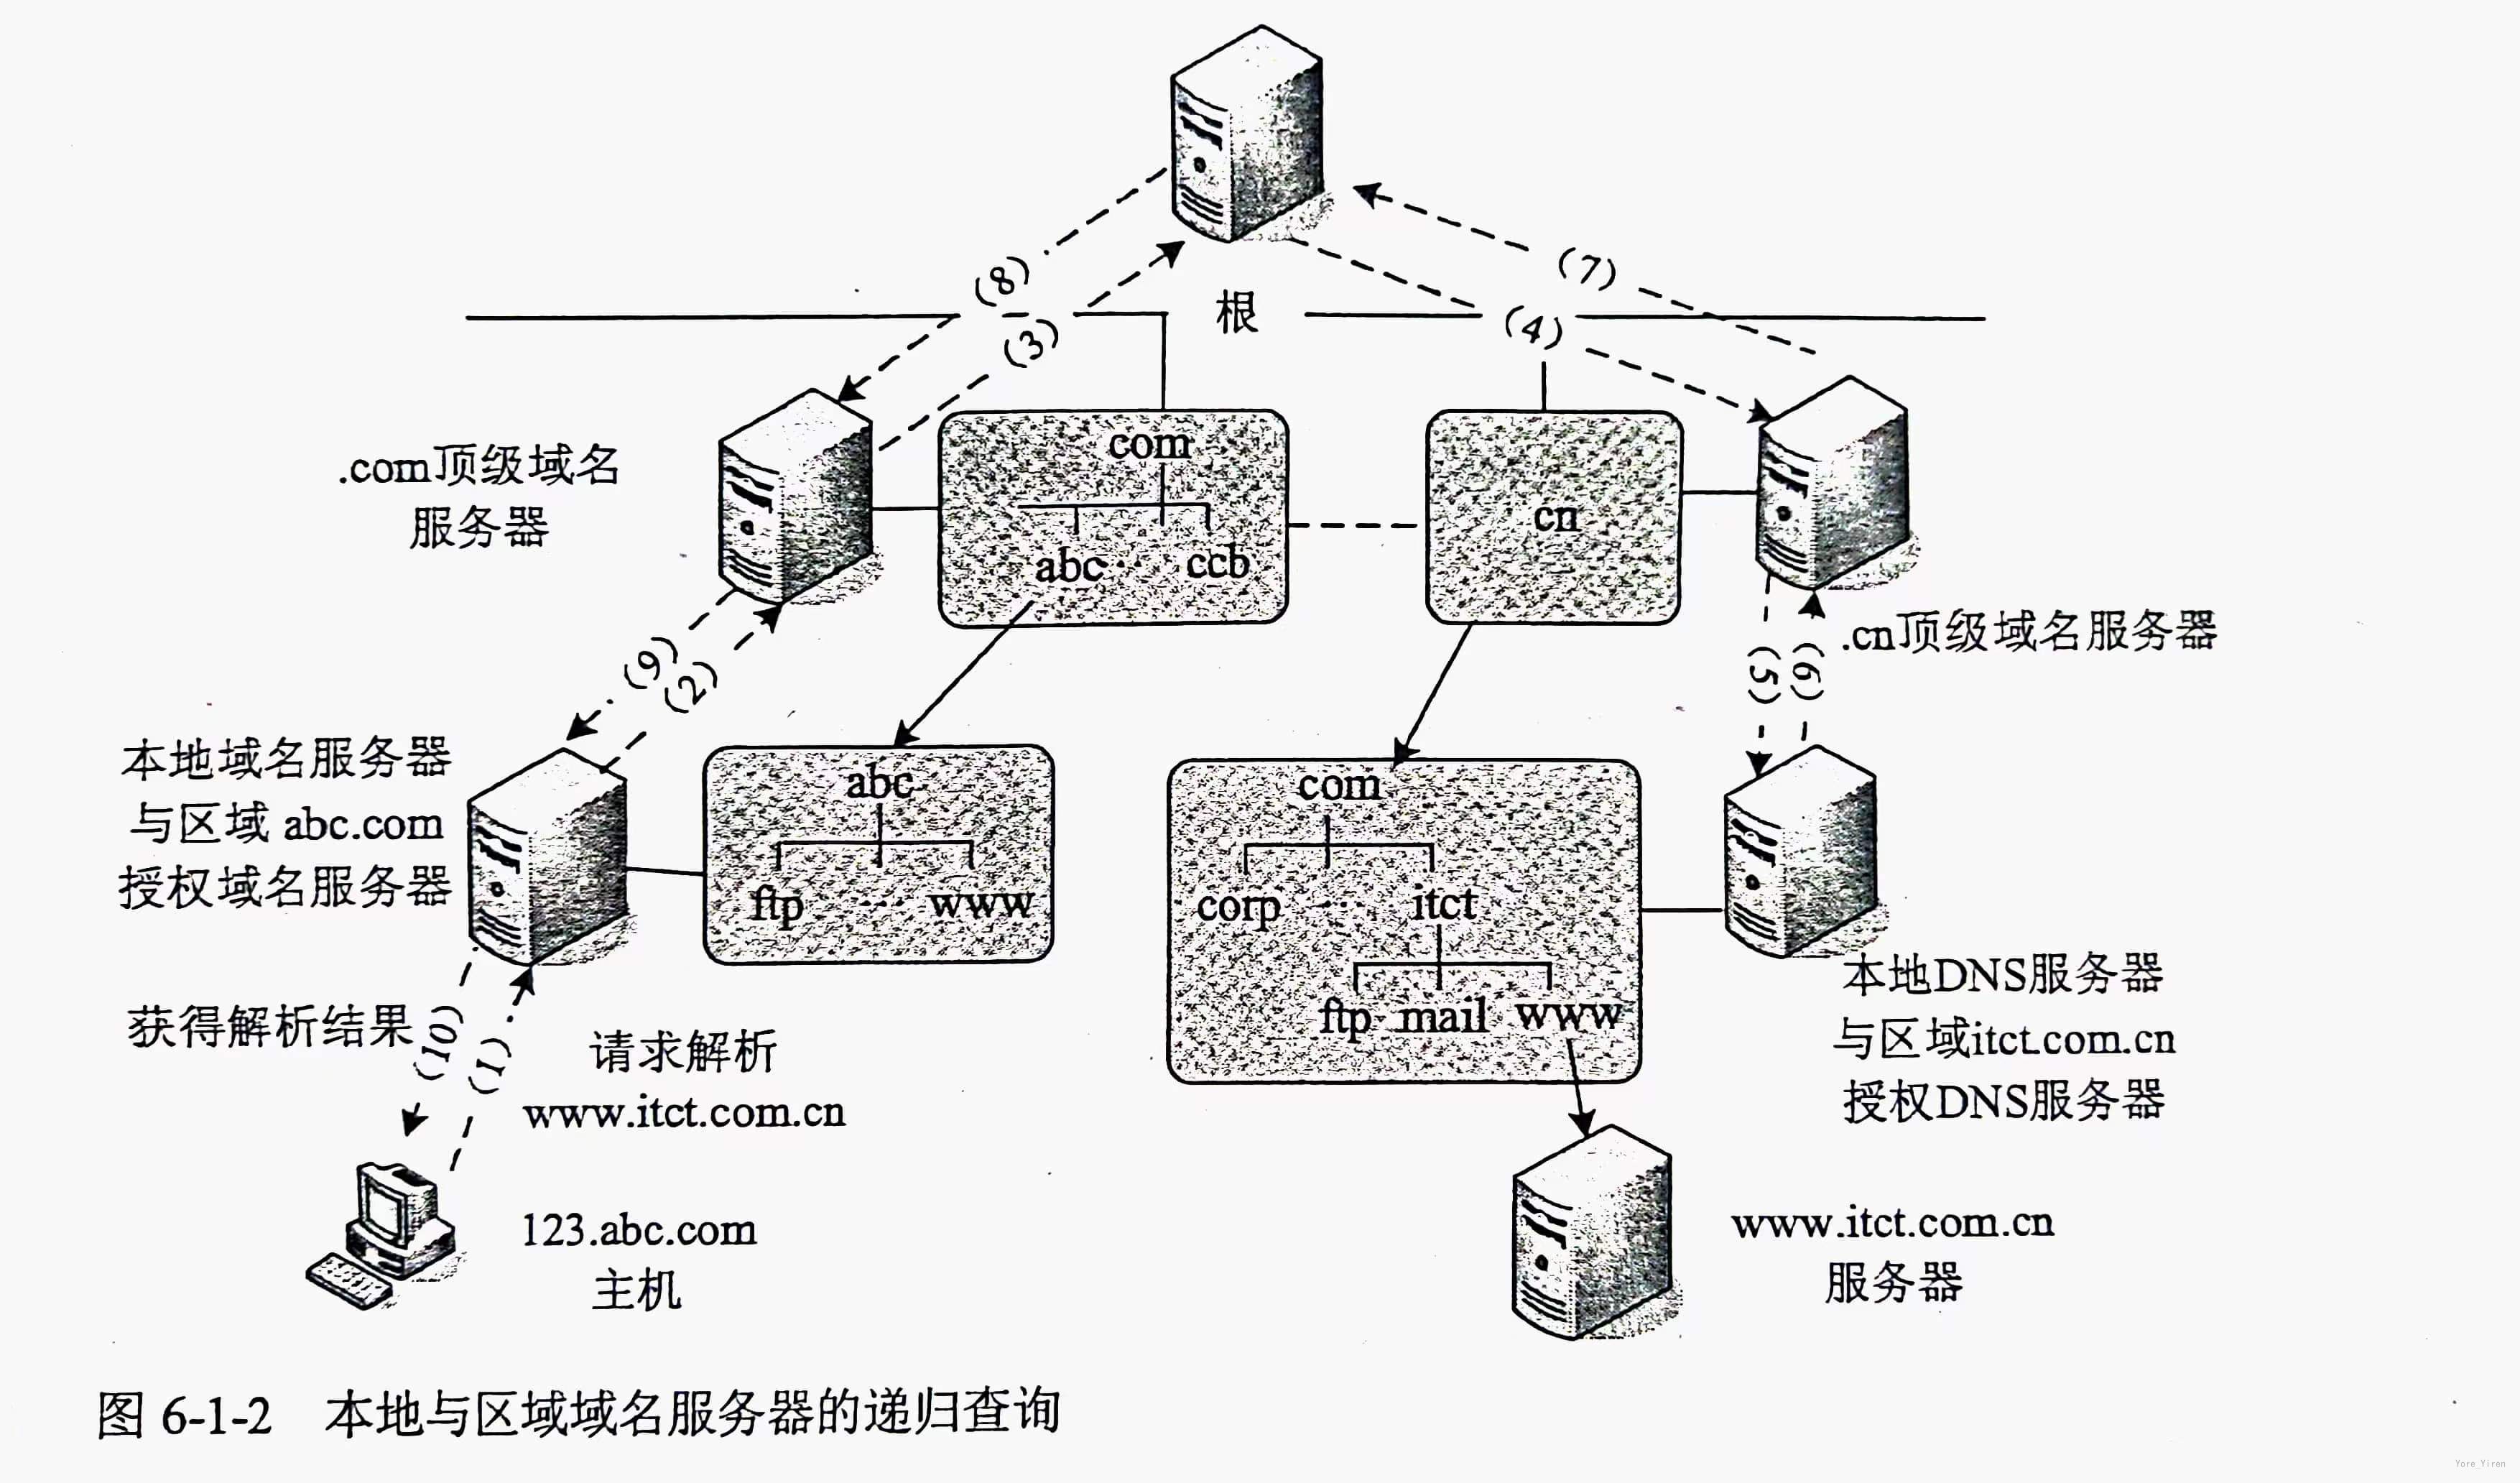 (8)
(7)
根
(3)
(4)
.com顶级域名
服务器
com
abc ··· ccb
cn
.cn顶级域名服务器
(9)
(2)
(5)
(6)
本地域名服务器
与区域 abc.com
授权域名服务器
abc
ftp ··· www
com
corp ··· itct
ftp mail www
本地DNS服务器
与区域itct.com.cn
授权DNS服务器
获得解析结果
(10)
(1)
请求解析
www.itct.com.cn
123.abc.com
主机
www.itct.com.cn
服务器
图 6-1-2 本地与区域域名服务器的递归查询
Yore_Yiren